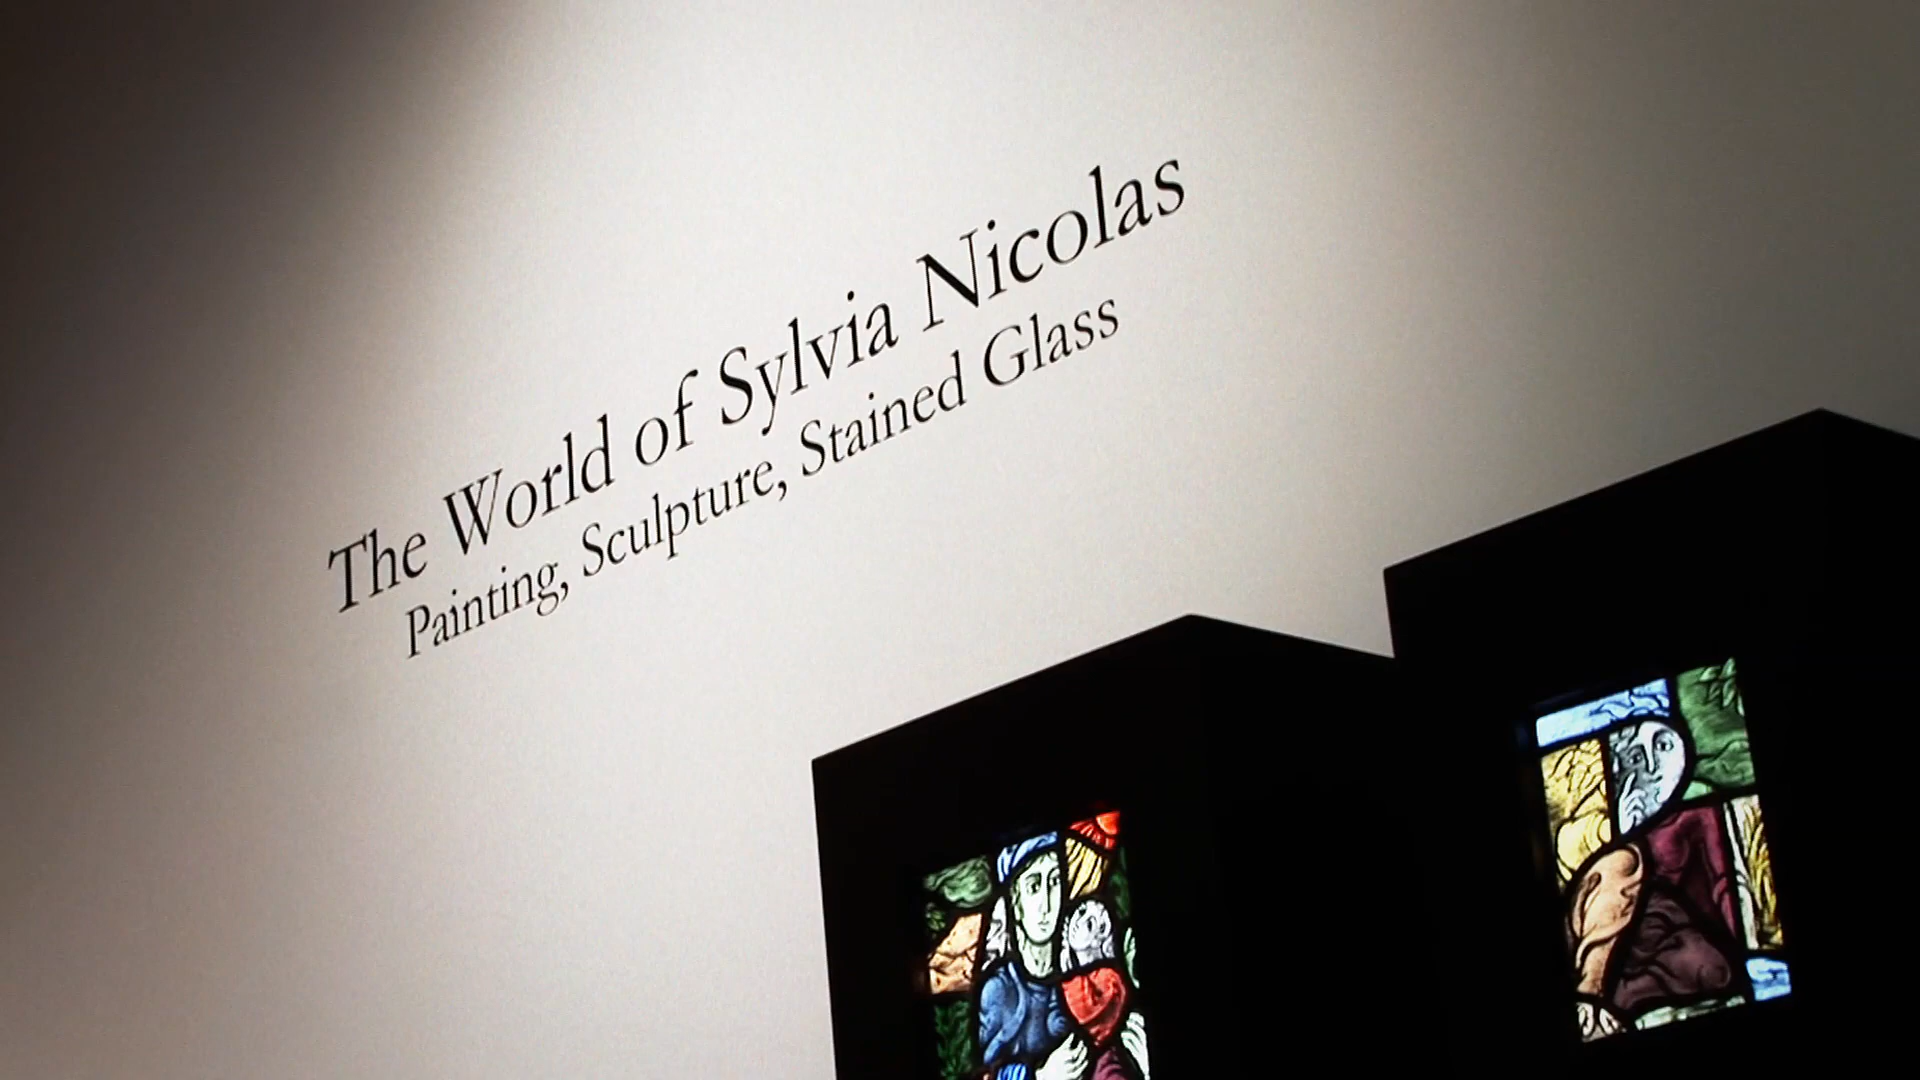 The World of Sylvia Nicolas
Painting, Sculpture, Stained Glass